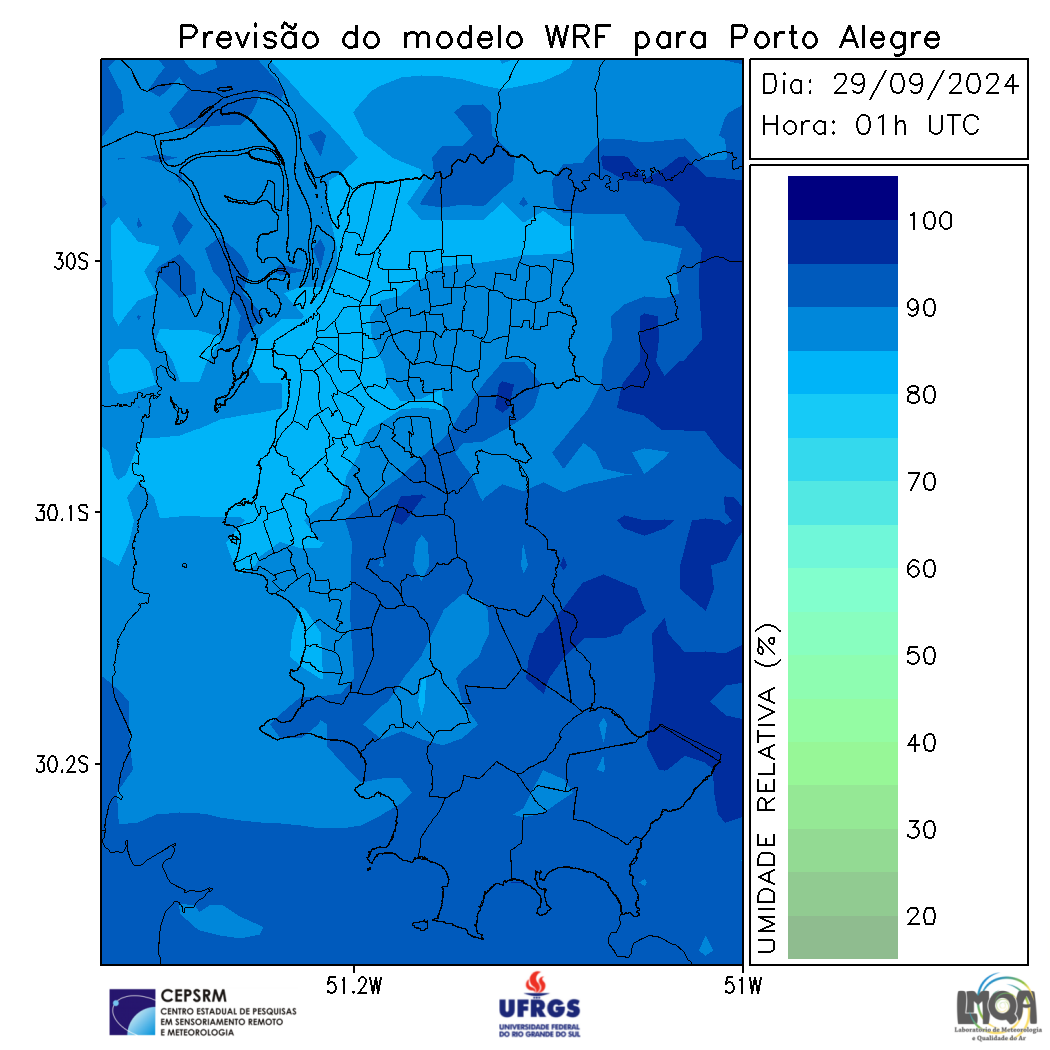 Previsão do modelo WRF para Porto Alegre
Dia: 29/09/2024
Hora: 01h UTC
100
90
80
70
60
50
40
30
20
UMIDADE RELATIVA (%)
30S
30.1S
30.2S
51.2W
51W
CEPSRM
CENTRO ESTADUAL DE PESQUISAS
EM SENSORIAMENTO REMOTO
E METEOROLOGIA
UFRGS
UNIVERSIDADE FEDERAL
DO RIO GRANDE DO SUL
LMQA
Laboratório de Meteorologia
e Qualidade do Ar